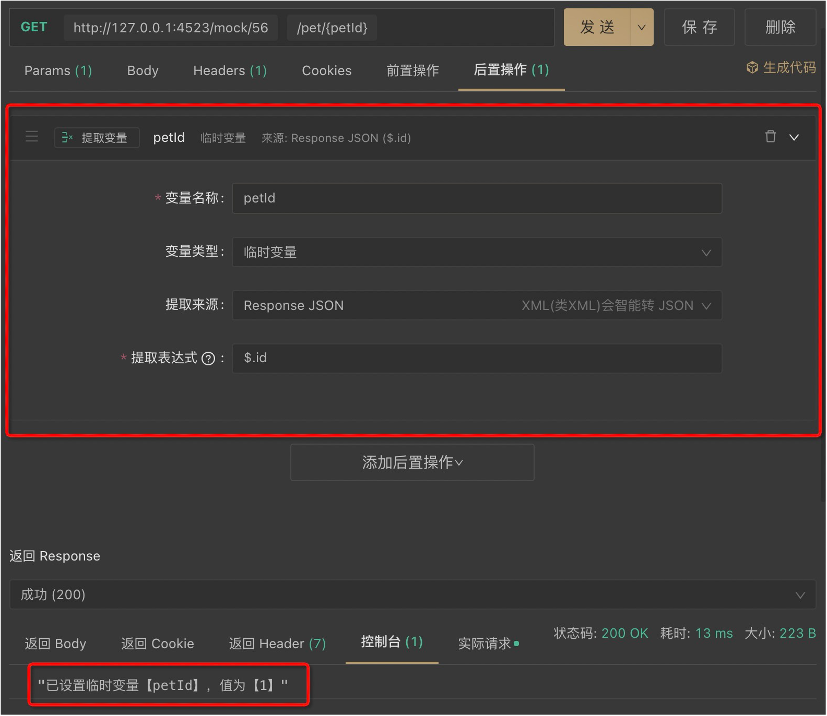 GET http://127.0.0.1:4523/mock/56 /pet/{petId} 发送 保存 删除
Params (1) Body Headers (1) Cookies 前置操作 后置操作 (1) 生成代码
提取变量 petId 临时变量 来源: Response JSON ($.id)
* 变量名称: petId
变量类型: 临时变量
提取来源: Response JSON XML(类XML)会智能转 JSON
* 提取表达式 ? : $.id
添加后置操作
返回 Response
成功 (200)
返回 Body 返回 Cookie 返回 Header (7) 控制台 (1) 实际请求 状态码: 200 OK 耗时: 13 ms 大小: 223 B
"已设置临时变量【petId】, 值为【1】"